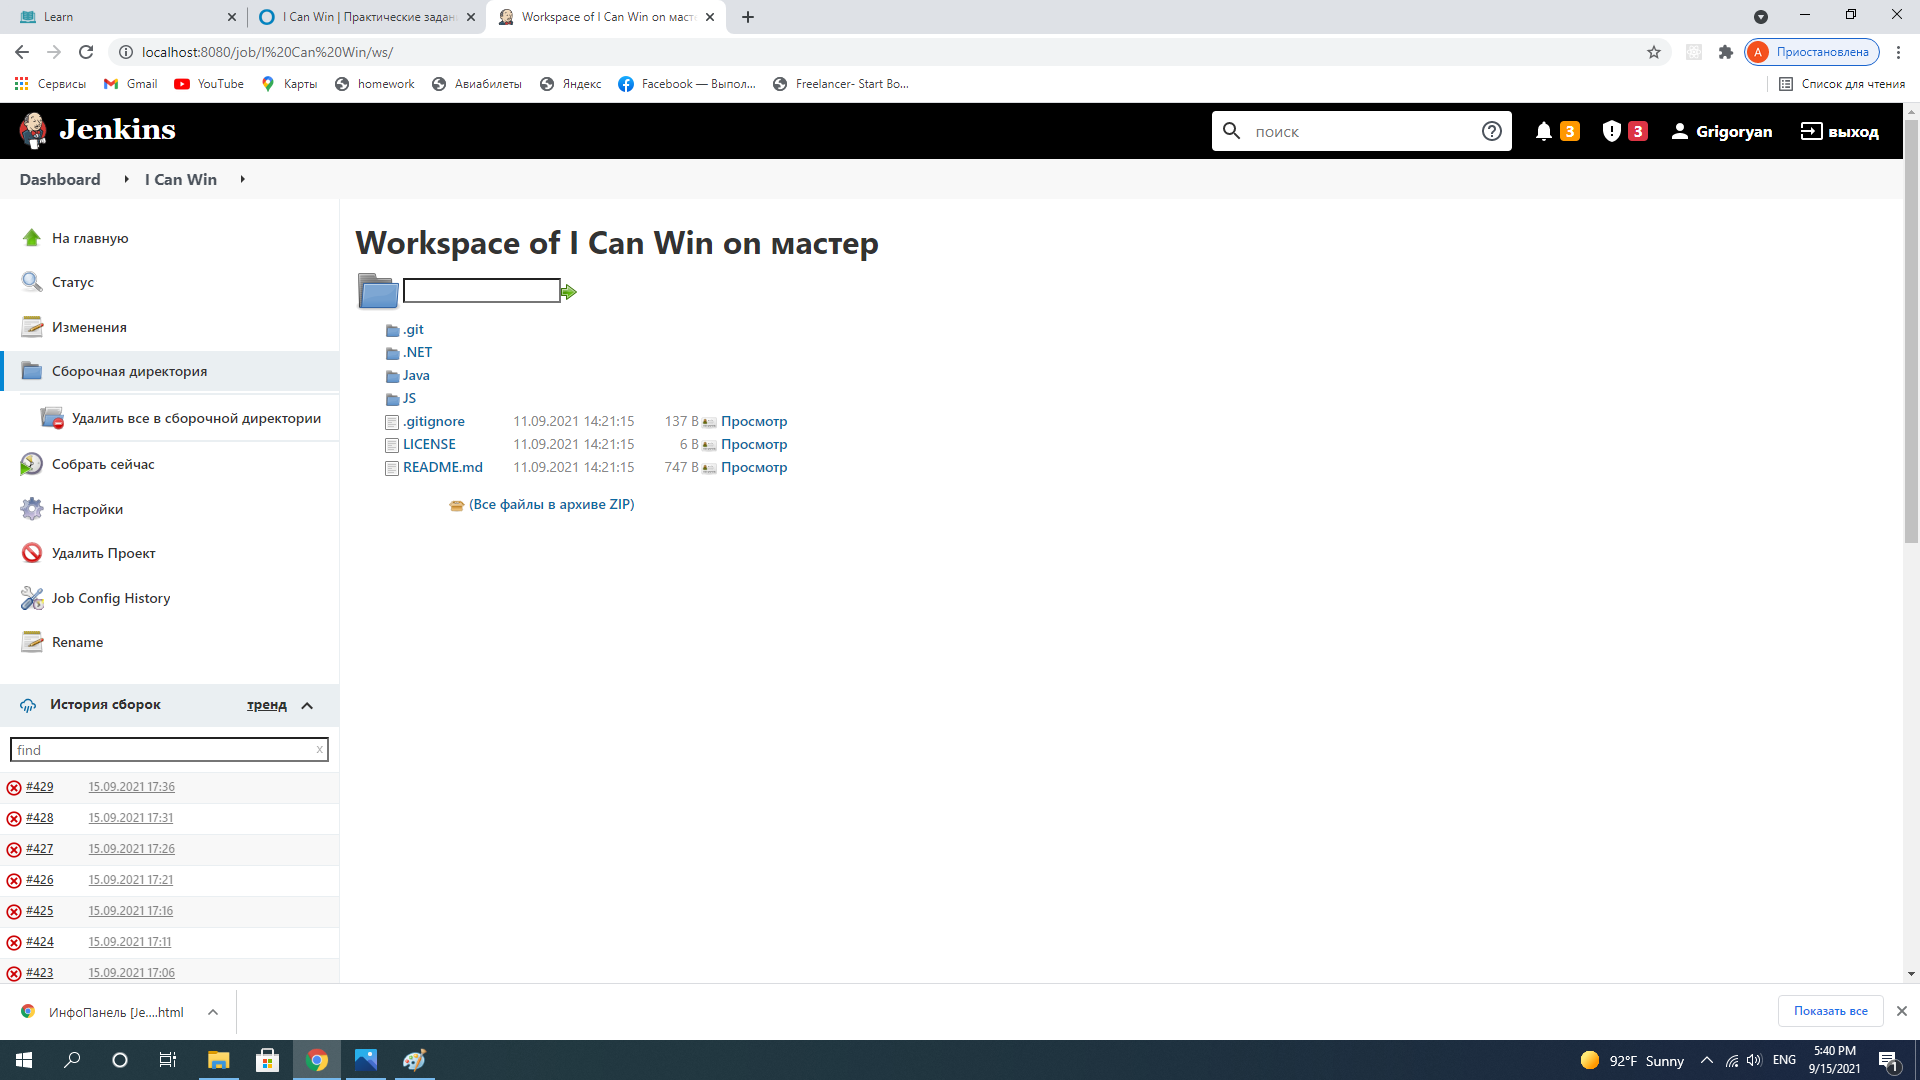 Learn
I Can Win | Практические задан
Workspace of I Can Win on маст
localhost:8080/job/I%20Can%20Win/ws/
A Приостановлена
Сервисы Gmail YouTube Карты homework Авиабилеты Яндекс Facebook — Выпол... Freelancer- Start Bo... Список для чтения
Jenkins
поиск
3
3
Grigoryan
выход
Dashboard I Can Win
На главную
Статус
Изменения
Сборочная директория
Удалить все в сборочной директории
Собрать сейчас
Настройки
Удалить Проект
Job Config History
Rename
История сборок тренд
find x
#429 15.09.2021 17:36
#428 15.09.2021 17:31
#427 15.09.2021 17:26
#426 15.09.2021 17:21
#425 15.09.2021 17:16
#424 15.09.2021 17:11
#423 15.09.2021 17:06
Workspace of I Can Win on мастер
.git
.NET
Java
JS
.gitignore 11.09.2021 14:21:15 137 B Просмотр
LICENSE 11.09.2021 14:21:15 6 B Просмотр
README.md 11.09.2021 14:21:15 747 B Просмотр
(Все файлы в архиве ZIP)
ИнфоПанель [Je....html
Показать все
92°F Sunny
ENG
5:40 PM
9/15/2021
1